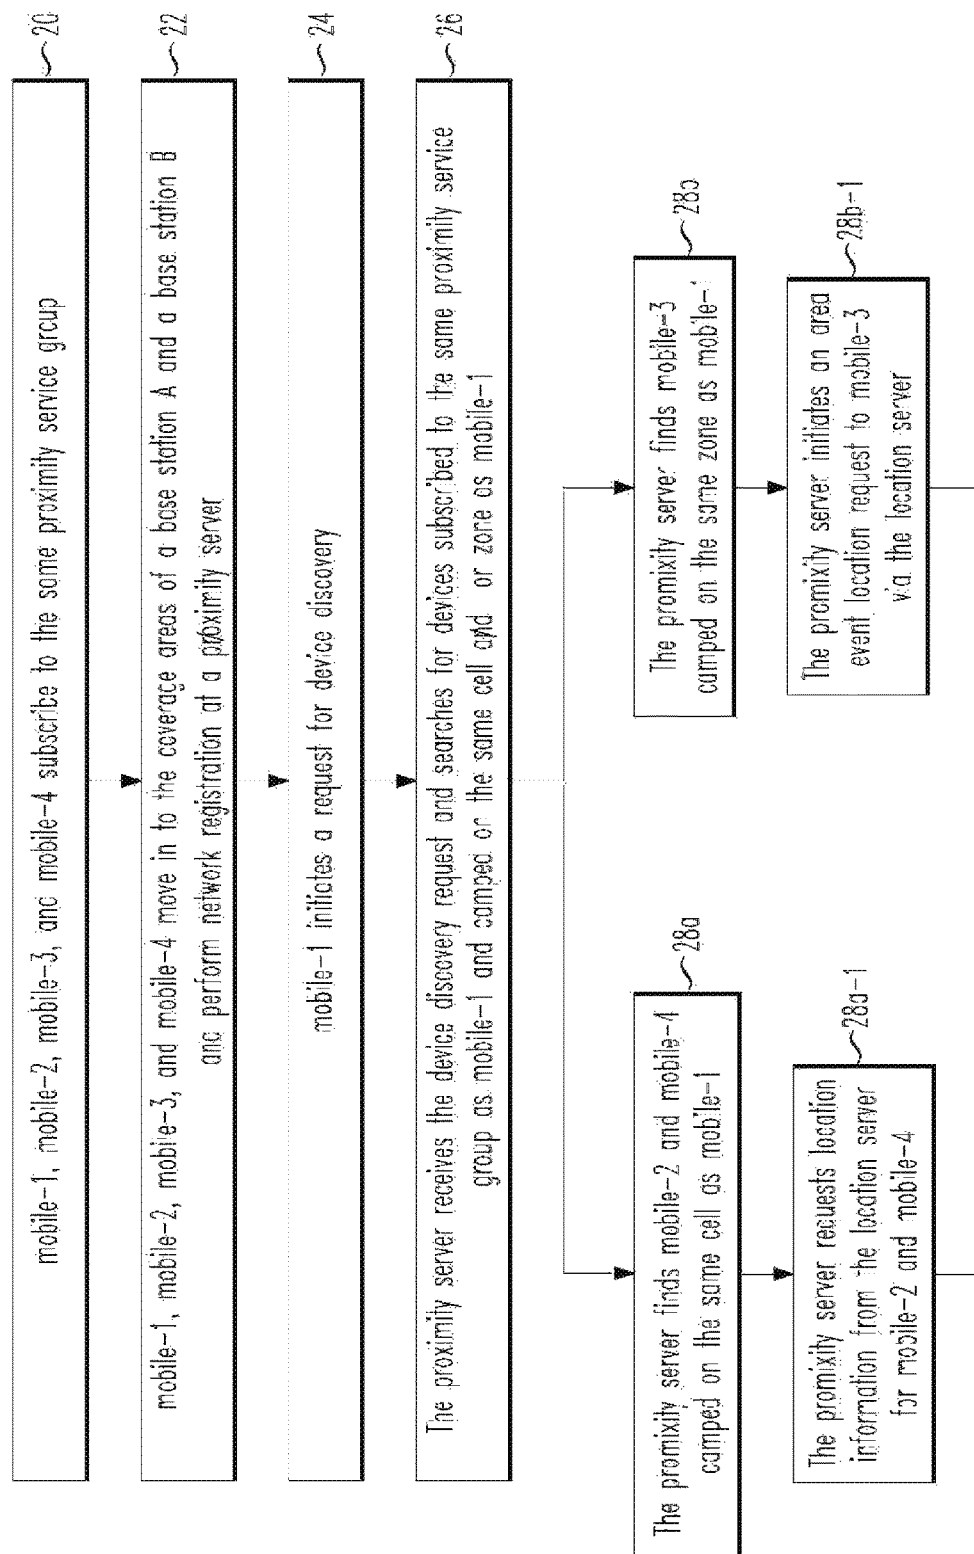 mobile-1, mobile-2, mobile-3, and mobile-4 subscribe to the same proximity service group
20
mobile-1, mobile-2, mobile-3, and mobile-4 move in to the coverage areas of a base station A and a base station B
and perform network registration at a proximity server
22
mobile-1 initiates a request for device discovery
24
The proximity server receives the device discovery request and searches for devices subscribed to the same proximity service
group as mobile-1 and camped on the same cell and or zone as mobile-1
26
The promixity server finds mobile-2 and mobile-4
camped on the same cell as mobile-1
28a
The promixity server finds mobile-3
camped on the same zone as mobile-1
28b
The promixity server requests location
information from the location server
for mobile-2 and mobile-4
28a-1
The promixity server initiates an area
event location request to mobile-3
via the location server
28b-1